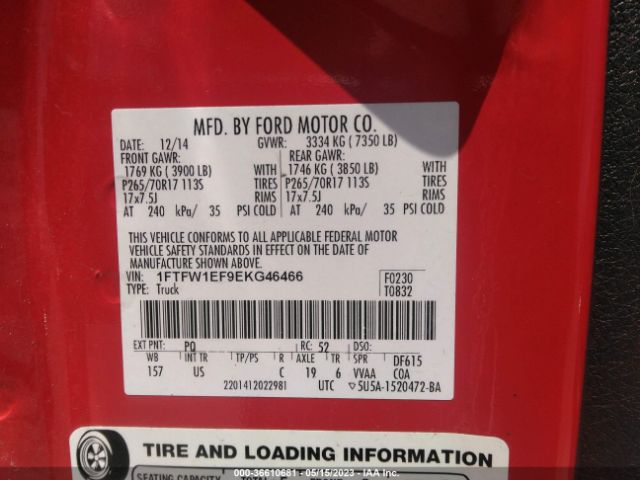 MFD. BY FORD MOTOR CO.
DATE: 12/14 GVWR: 3334 KG ( 7350 LB)
FRONT GAWR: REAR GAWR:
1769 KG ( 3900 LB) WITH 1746 KG ( 3850 LB) WITH
P265/70R17 113S TIRES P265/70R17 113S TIRES
17x7.5J RIMS 17x7.5J RIMS
AT 240 kPa/ 35 PSI COLD AT 240 kPa/ 35 PSI COLD
THIS VEHICLE CONFORMS TO ALL APPLICABLE FEDERAL MOTOR
VEHICLE SAFETY STANDARDS IN EFFECT ON THE DATE OF
MANUFACTURE SHOWN ABOVE.
VIN: 1FTFW1EF9EKG46466 F0230
TYPE: Truck T0832
EXT PNT: PQ RC: 52 DSO:
WB INT TR TP/PS R AXLE TR SPR DF615
157 US C 19 6 VVAA COA
2201412022981 UTC 5U5A-1520472-BA
TIRE AND LOADING INFORMATION
SEATING CAPACITY TOTAL
000-36610681 - 05/15/2023 - IAA Inc.